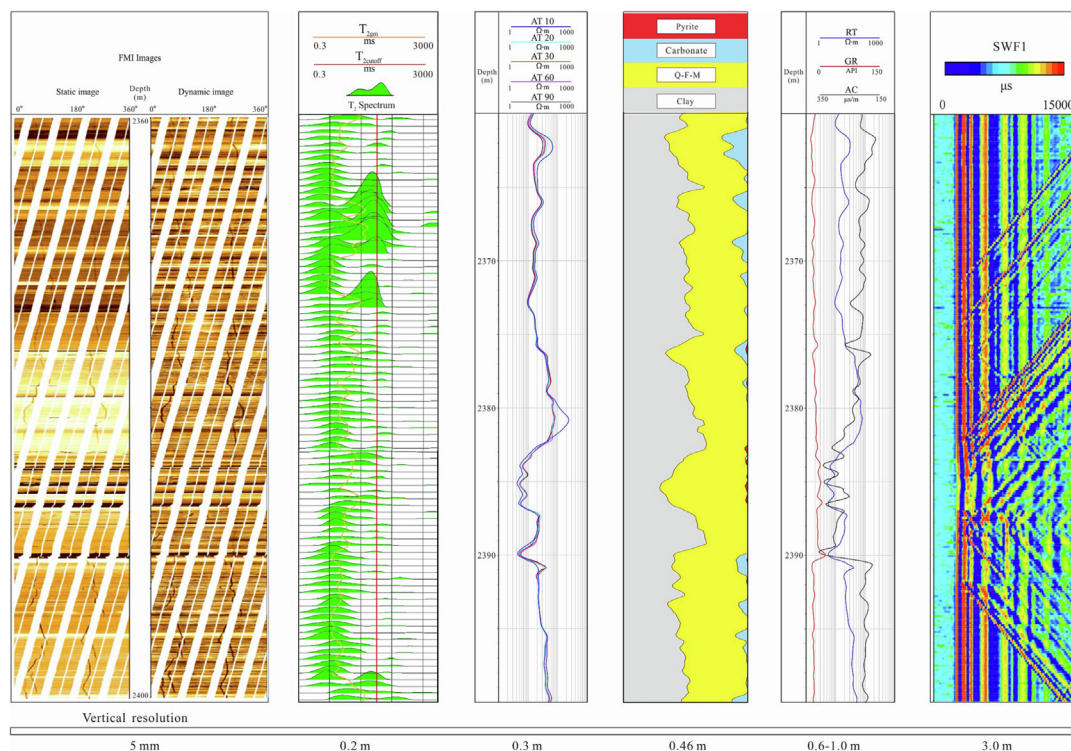 FMI Images
Static image
Depth
(m)
Dynamic image
0°
180°
360°
0°
180°
360°
2360
2400
T2gm
0.3
3000
ms
T2cutoff
0.3
3000
ms
T2 Spectrum
Depth
(m)
2370
2380
2390
AT 10
1
Ω·m
1000
AT 20
1
Ω·m
1000
AT 30
1
Ω·m
1000
AT 60
1
Ω·m
1000
AT 90
1
Ω·m
1000
Pyrite
Carbonate
Q-F-M
Clay
Depth
(m)
2370
2380
2390
RT
1
Ω·m
1000
GR
0
API
150
AC
350
μs/m
150
SWF1
μs
0
15000
Vertical resolution
5 mm
0.2 m
0.3 m
0.46 m
0.6-1.0 m
3.0 m